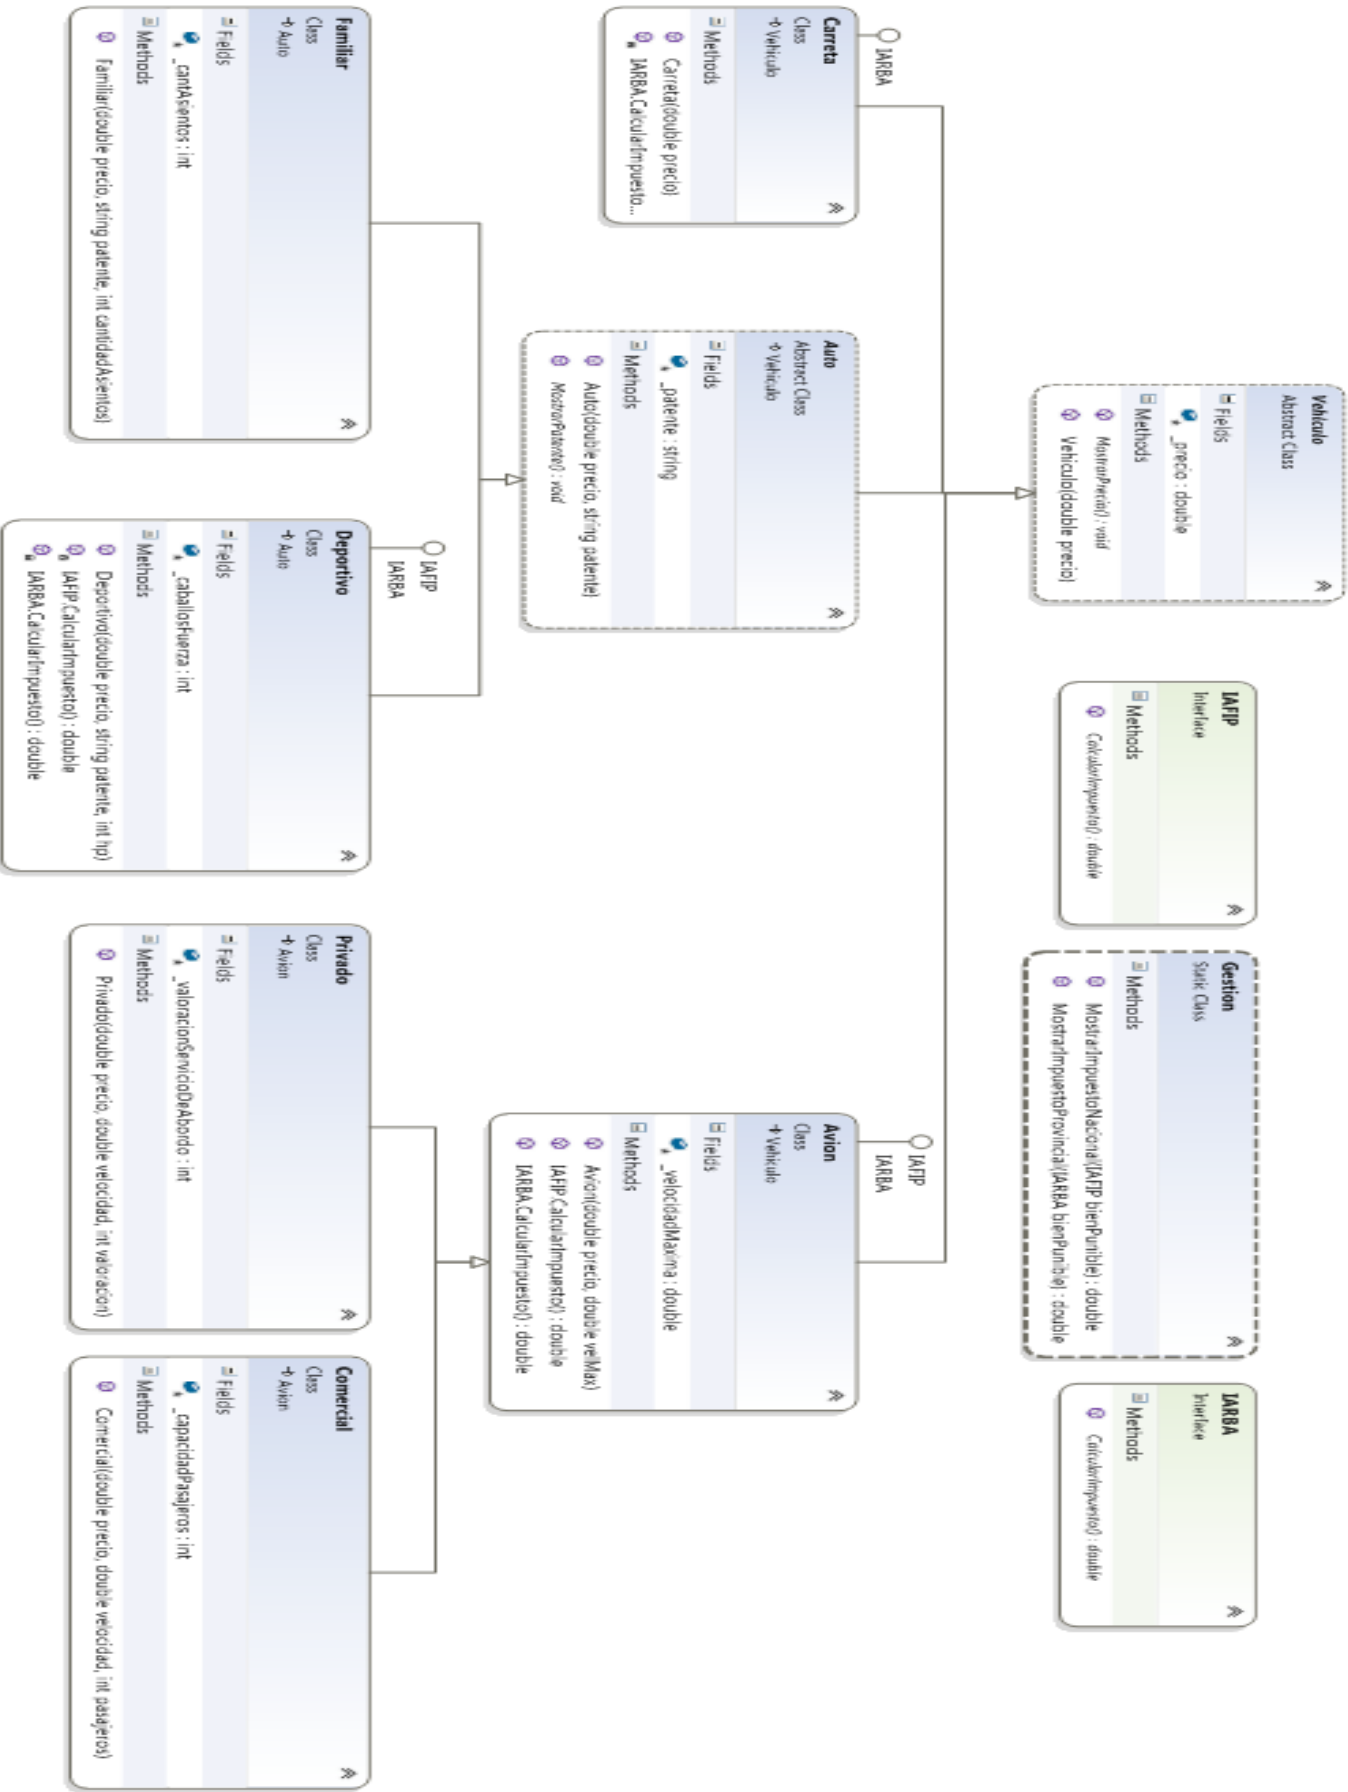 Vehiculo
Abstract Class
Fields
_precio : double
Methods
MostrarPrecio() : void
Vehiculo(double precio)
IAFIP
Interface
Methods
CalcularImpuesto() : double
Gestion
Static Class
Methods
MostrarImpuestoNacional(IAFIP bienPunible) : double
MostrarImpuestoProvincial(IARBA bienPunible) : double
IARBA
Interface
Methods
CalcularImpuesto() : double
IARBA
Carreta
Class
Vehiculo
Methods
Carreta(double precio)
IARBA.CalcularImpuesto...
Auto
Abstract Class
Vehiculo
Fields
_patente : string
Methods
Auto(double precio, string patente)
MostrarPatente() : void
IAFIP
IARBA
Avion
Class
Vehiculo
Fields
_velocidadMaxima : double
Methods
Avion(double precio, double velMax)
IAFIP.CalcularImpuesto() : double
IARBA.CalcularImpuesto() : double
Familiar
Class
Auto
Fields
_cantAsientos : int
Methods
Familiar(double precio, string patente, int cantidadAsientos)
IAFIP
IARBA
Deportivo
Class
Auto
Fields
_caballosFuerza : int
Methods
Deportivo(double precio, string patente, int hp)
IAFIP.CalcularImpuesto() : double
IARBA.CalcularImpuesto() : double
Privado
Class
Avion
Fields
_valoracionServicioDeAbordo : int
Methods
Privado(double precio, double velocidad, int valoracion)
Comercial
Class
Avion
Fields
_capacidadPasajeros : int
Methods
Comercial(double precio, double velocidad, int pasajeros)